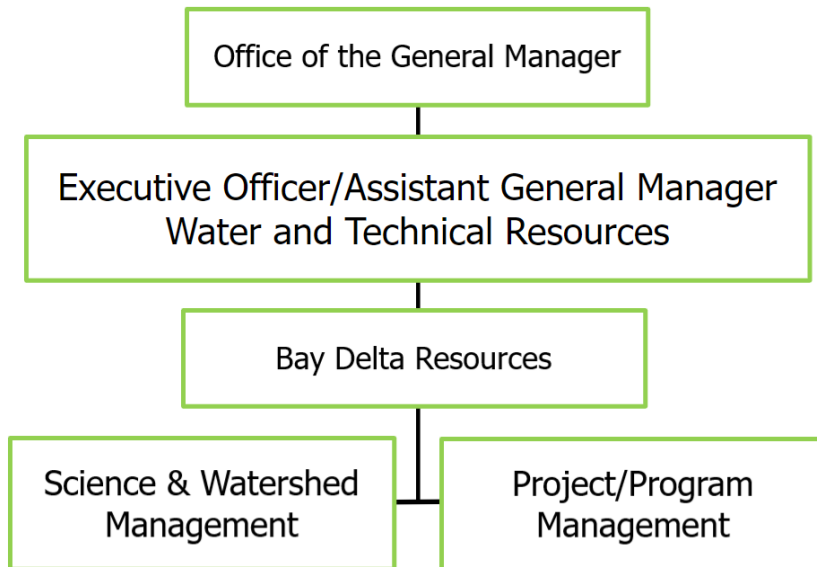 Office of the General Manager
Executive Officer/Assistant General Manager
Water and Technical Resources
Bay Delta Resources
Science & Watershed
Management
Project/Program
Management